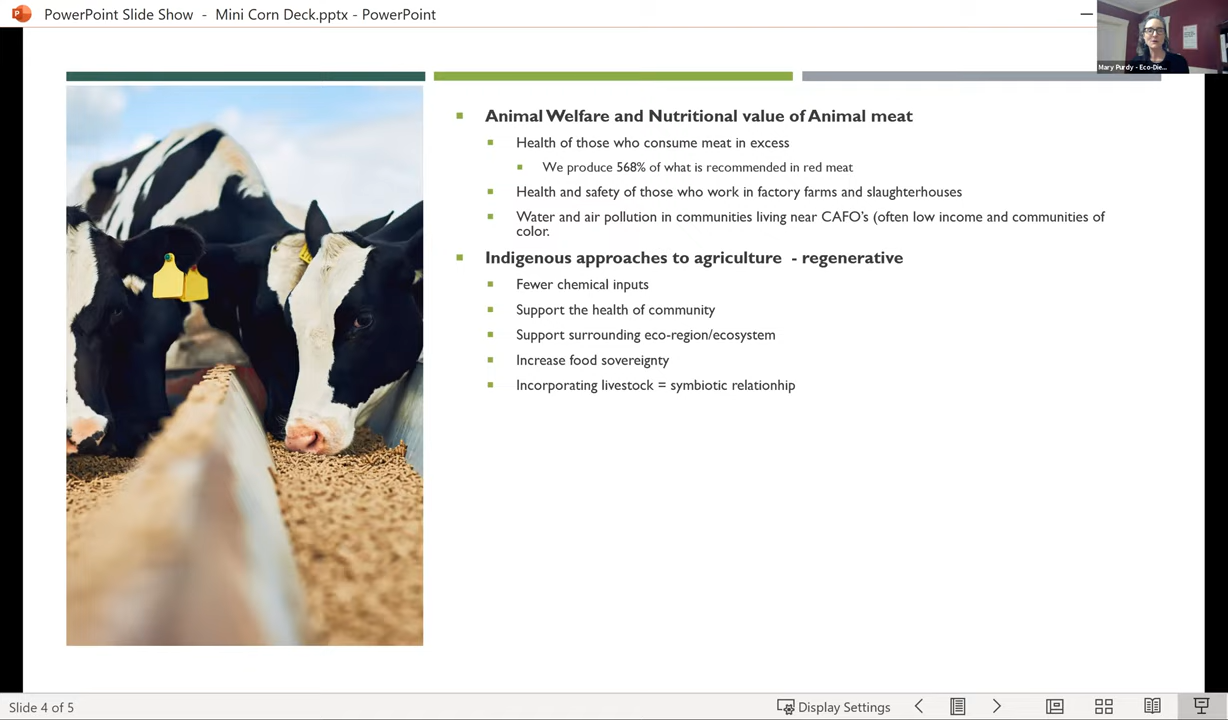 PowerPoint Slide Show - Mini Corn Deck.pptx - PowerPoint
Mary Purdy - Eco-Die...
Animal Welfare and Nutritional value of Animal meat
Health of those who consume meat in excess
We produce 568% of what is recommended in red meat
Health and safety of those who work in factory farms and slaughterhouses
Water and air pollution in communities living near CAFO's (often low income and communities of
color.
Indigenous approaches to agriculture - regenerative
Fewer chemical inputs
Support the health of community
Support surrounding eco-region/ecosystem
Increase food sovereignty
Incorporating livestock = symbiotic relationhip
Slide 4 of 5
Display Settings